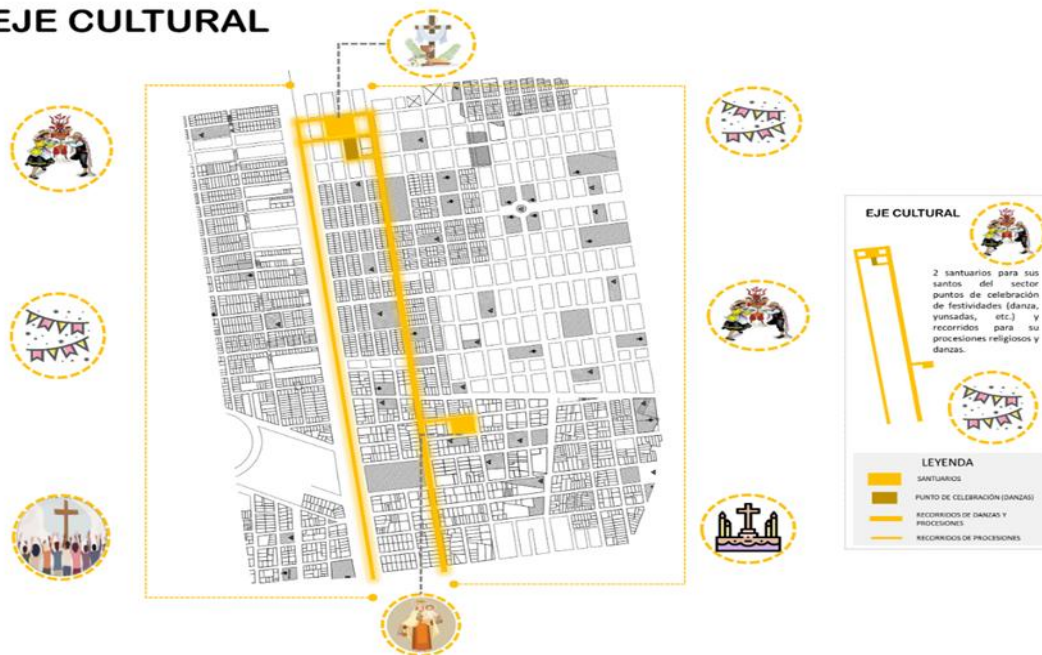 EJE CULTURAL
EJE CULTURAL
2 santuarios para sus
santos del sector
puntos de celebración
de festividades (danza,
yunsadas, etc.) y
recorridos para su
procesiones religiosos y
danzas.
LEYENDA
SANTUARIOS
PUNTO DE CELEBRACIÓN (DANZAS)
RECORRIDOS DE DANZAS Y
PROCESIONES
RECORRIDOS DE PROCESIONES